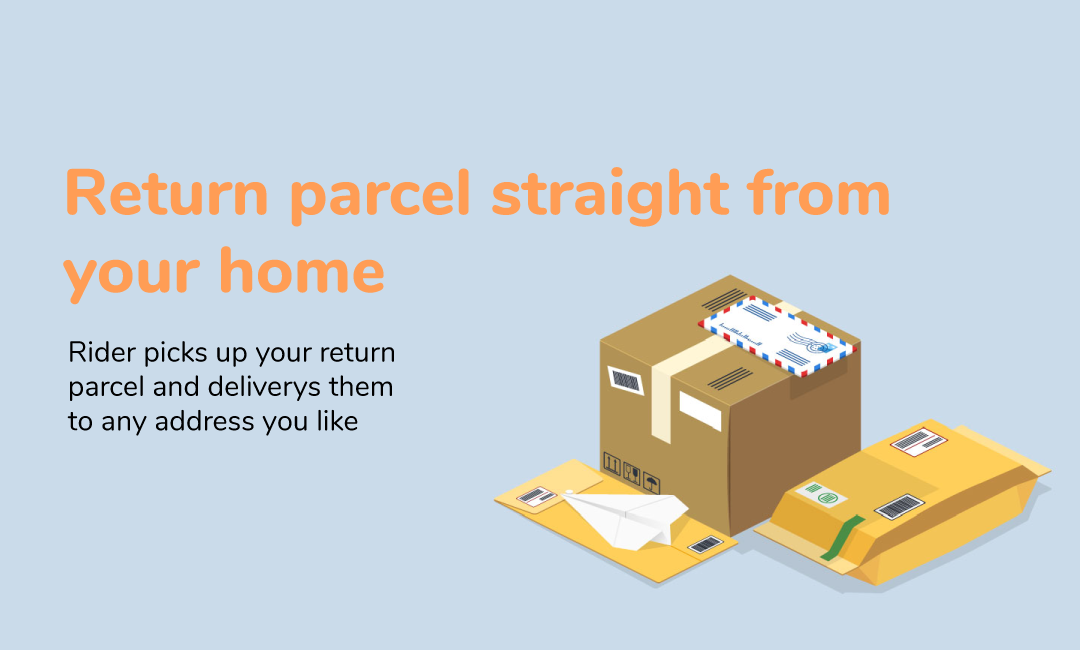 Return parcel straight from
your home
Rider picks up your return
parcel and deliverys them
to any address you like